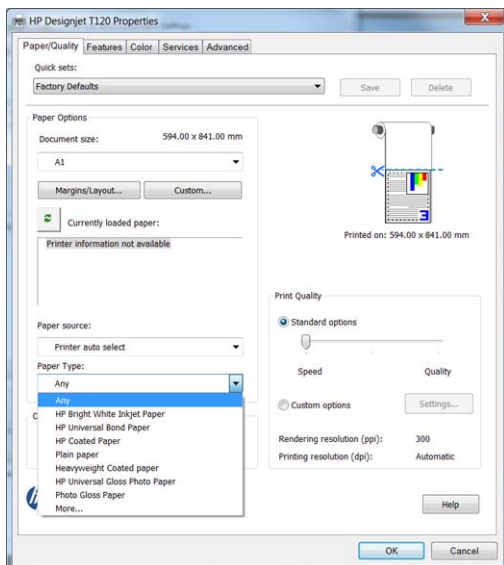 HP Designjet T120 Properties
Paper/Quality Features Color Services Advanced
Quick sets:
Factory Defaults
Save Delete
Paper Options
Document size: 594.00 x 841.00 mm
A1
Margins/Layout... Custom...
Currently loaded paper:
Printer information not available
Printed on: 594.00 x 841.00 mm
Paper source:
Printer auto select
Paper Type:
Any
Any
HP Bright White Inkjet Paper
HP Universal Bond Paper
HP Coated Paper
Plain paper
Heavyweight Coated paper
HP Universal Gloss Photo Paper
Photo Gloss Paper
More...
Print Quality
Standard options
Speed Quality
Custom options Settings...
Rendering resolution (ppi): 300
Printing resolution (dpi): Automatic
Help
OK Cancel